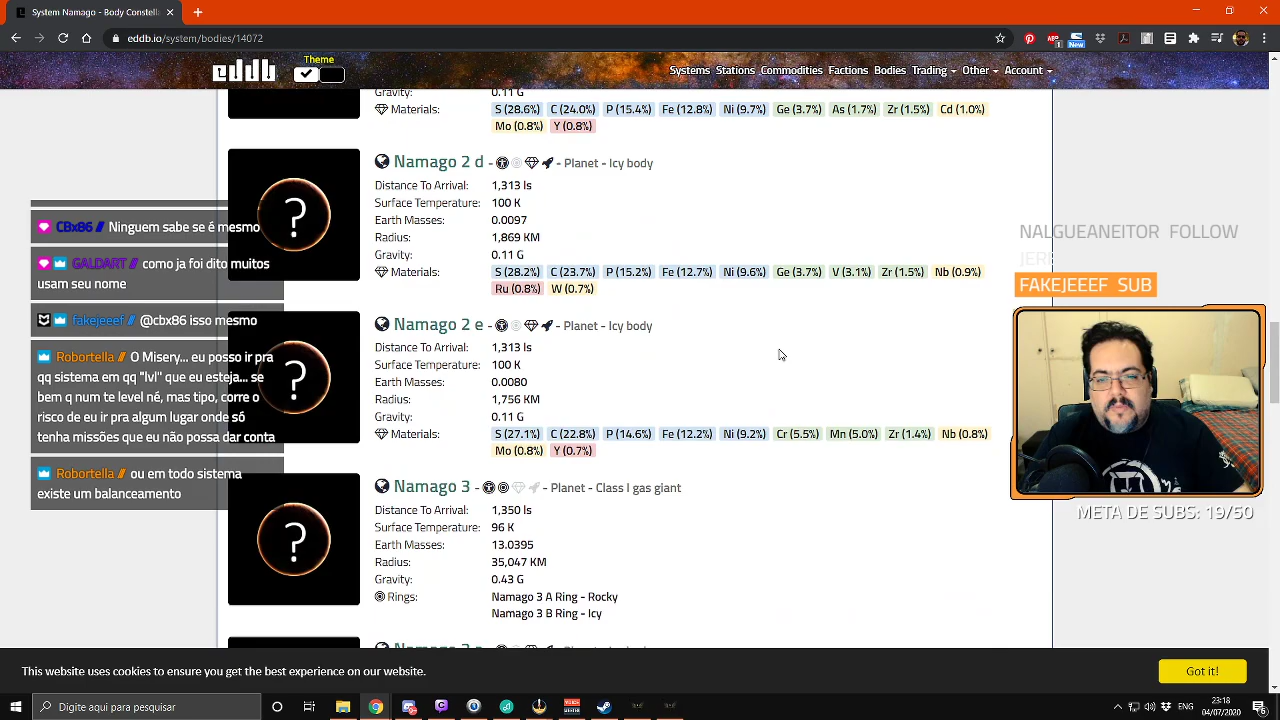 System Namago - Body Constella
eddb.io/system/bodies/14072
ABP
1
New
eddb
Theme
Systems Stations Commodities Factions Bodies Trading Other Account
Gravity: 0.11 G
Materials: S (28.6%) C (24.0%) P (15.4%) Fe (12.8%) Ni (9.7%) Ge (3.7%) As (1.7%) Zr (1.5%) Cd (1.0%)
Mo (0.8%) Y (0.8%)
Namago 2 d - - Planet - Icy body
Distance To Arrival: 1,313 ls
Surface Temperature: 100 K
Earth Masses: 0.0097
Radius: 1,869 KM
Gravity: 0.11 G
Materials: S (28.2%) C (23.7%) P (15.2%) Fe (12.7%) Ni (9.6%) Ge (3.7%) V (3.1%) Zr (1.5%) Nb (0.9%)
Ru (0.8%) W (0.7%)
Namago 2 e - - Planet - Icy body
Distance To Arrival: 1,313 ls
Surface Temperature: 100 K
Earth Masses: 0.0080
Radius: 1,756 KM
Gravity: 0.11 G
Materials: S (27.1%) C (22.8%) P (14.6%) Fe (12.2%) Ni (9.2%) Cr (5.5%) Mn (5.0%) Zr (1.4%) Nb (0.8%)
Mo (0.8%) Y (0.7%)
Namago 3 - - Planet - Class I gas giant
Distance To Arrival: 1,350 ls
Surface Temperature: 96 K
Earth Masses: 13.0395
Radius: 35,047 KM
Gravity: 0.43 G
Rings: Namago 3 A Ring - Rocky
Namago 3 B Ring - Icy
?
?
?
CBx86 // Ninguem sabe se é mesmo
GALDART // como ja foi dito muitos
usam seu nome
fakejeeef // @cbx86 isso mesmo
Robortella // O Misery... eu posso ir pra
qq sistema em qq "lvl" que eu esteja... se
bem q num te level né, mas tipo, corre o
risco de eu ir pra algum lugar onde só
tenha missões que eu não possa dar conta
Robortella // ou em todo sistema
existe um balanceamento
NALGUEANEITOR FOLLOW
FAKEJEEEF SUB
META DE SUBS: 19/50
This website uses cookies to ensure you get the best experience on our website.
Got it!
Digite aqui para pesquisar
ENG
23:18
04/07/2020